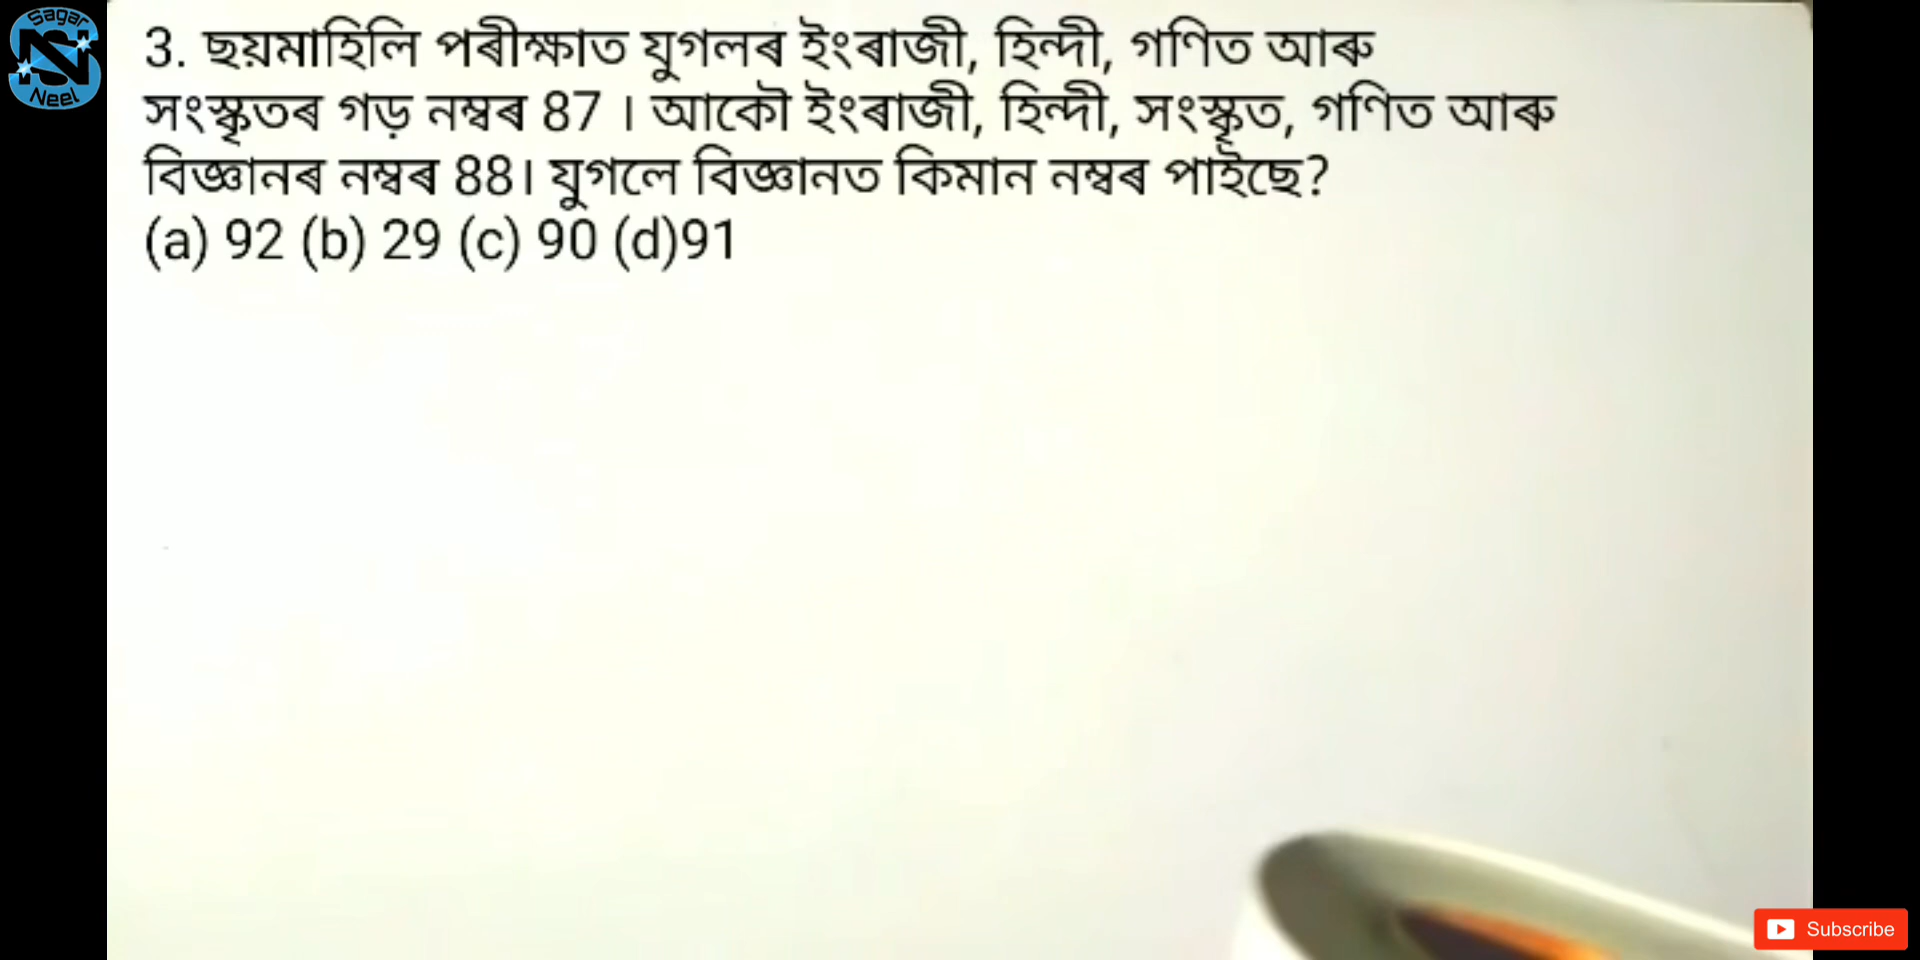 Sagar
NS
Neel
3. ছয়মাহিলি পৰীক্ষাত যুগলৰ ইংৰাজী, হিন্দী, গণিত আৰু
সংস্কৃতৰ গড় নম্বৰ 87 । আকৌ ইংৰাজী, হিন্দী, সংস্কৃত, গণিত আৰু
বিজ্ঞানৰ নম্বৰ 88। যুগলে বিজ্ঞানত কিমান নম্বৰ পাইছে?
(a) 92 (b) 29 (c) 90 (d)91
Subscribe